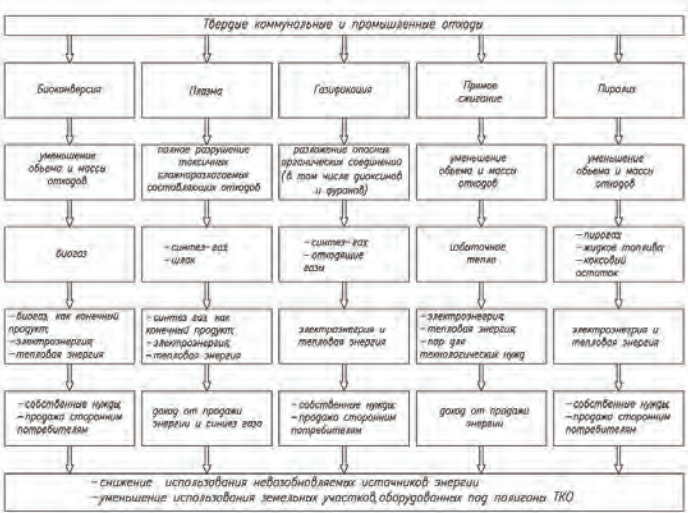 Твердые коммунальные и промышленные отходы
Биоконверсия
Плазма
Газификация
Прямое
сжигание
Пиролиз
уменьшение
объема и массы
отходов
полное разрушение
токсичных
сложноразлагаемых
составляющих отходов
разложение опасных
органических соединений
(в том числе диоксинов
и фуранов)
уменьшение
объема и массы
отходов
уменьшение
объема и массы
отходов
биогаз
-синтез-газ;
-шлак
-синтез-газ;
-отходящие
газы
избыточное
тепло
-пирогаз;
-жидкое топливо;
-коксовый
остаток
-биогаз, как конечный
продукт;
-электроэнергия;
-тепловая энергия
-синтез газ, как
конечный продукт;
-электроэнергия;
-тепловая энергия
электроэнегрия и
тепловая энергия
-электроэнегрия;
-тепловая энергия;
-пар для
технологических нужд
электроэнегрия и
тепловая энергия
-собственные нужды;
-продажа сторонним
потребителям
доход от продажи
энергии и синтез газа
-собственные нужды;
-продажа сторонним
потребителям
доход от продажи
энергии
-собственные нужды;
-продажа сторонним
потребителям
-снижение использования невозобновляемых источников энергии
-уменьшение использования земельных участков, оборудованных под полигоны ТКО